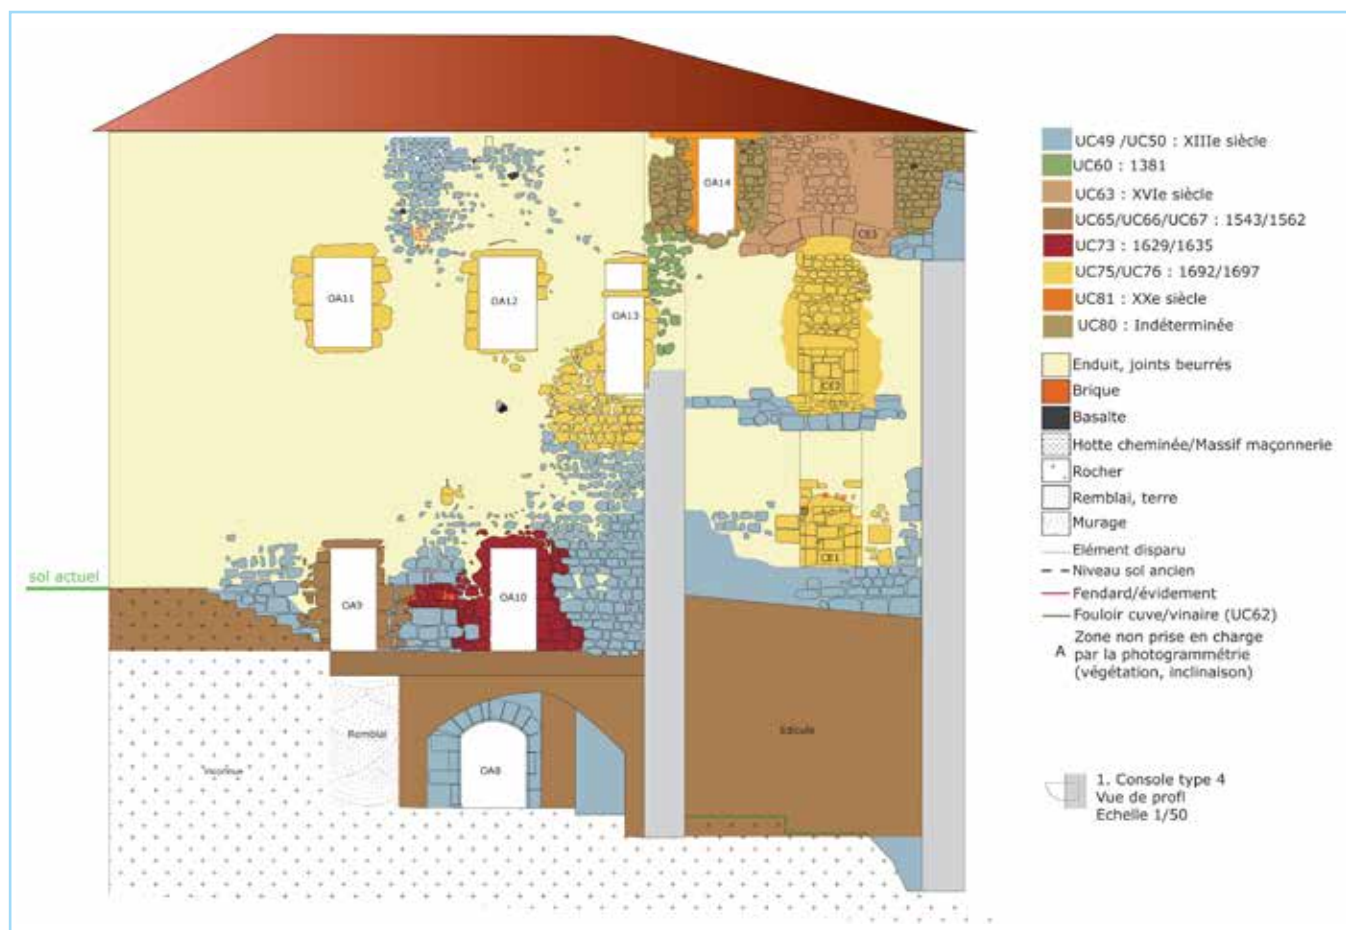 OA14
CE3
OA11
OA12
OA13
CE2
sol actuel
OA9
OA10
CE1
Remblai
OA8
Edicule
UC49 /UC50 : XIIIe siècle
UC60 : 1381
UC63 : XVIe siècle
UC65/UC66/UC67 : 1543/1562
UC73 : 1629/1635
UC75/UC76 : 1692/1697
UC81 : XXe siècle
UC80 : Indéterminée
Enduit, joints beurrés
Brique
Basalte
Hotte cheminée/Massif maçonnerie
Rocher
Remblai, terre
Murage
Elément disparu
Niveau sol ancien
Fendard/évidement
Fouloir cuve/vinaire (UC62)
A Zone non prise en charge
par la photogrammétrie
(végétation, inclinaison)
1. Console type 4
Vue de profl
Echelle 1/50